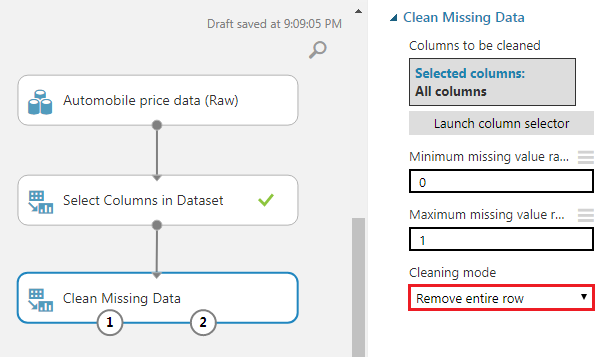 Draft saved at 9:09:05 PM
Automobile price data (Raw)
Select Columns in Dataset
Clean Missing Data
1
2
Clean Missing Data
Columns to be cleaned
Selected columns:
All columns
Launch column selector
Minimum missing value ra...
0
Maximum missing value r...
1
Cleaning mode
Remove entire row